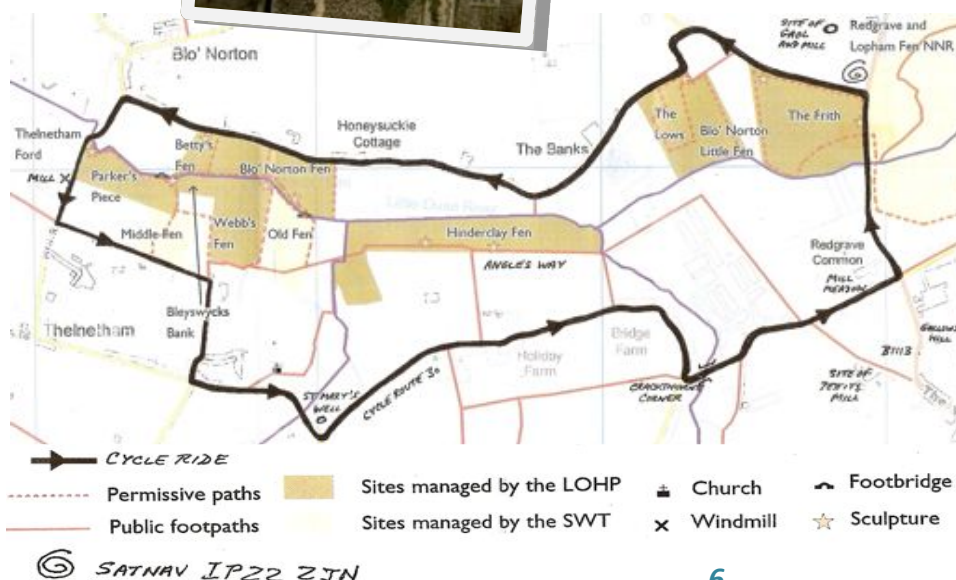 Blo' Norton
SITE OF
GAOL
AND MILL
Redgrave and
Lopham Fen NNR
Thelnetham
Ford
MILL X
Betty's
Fen
Honeysuckle
Cottage
The Banks
The
Lows
Blo' Norton
Little Fen
The Frith
Parker's
Piece
Blo' Norton Fen
Middle Fen
Webb's
Fen
Old Fen
Little Ouse River
Hinderclay Fen
ANGLES WAY
Redgrave
Common
MILL
MEADOW
Bleyswycks
Bank
Thelnetham
Holiday
Farm
Bridge
Farm
ST MARY'S
WELL
CYCLE ROUTE 30
CORNER
B1113
SITE OF
MILL
HILL
CYCLE RIDE
Permissive paths
Public footpaths
Sites managed by the LOHP
Sites managed by the SWT
Church
Windmill
Footbridge
Sculpture
SATNAV IP22 2JN
6